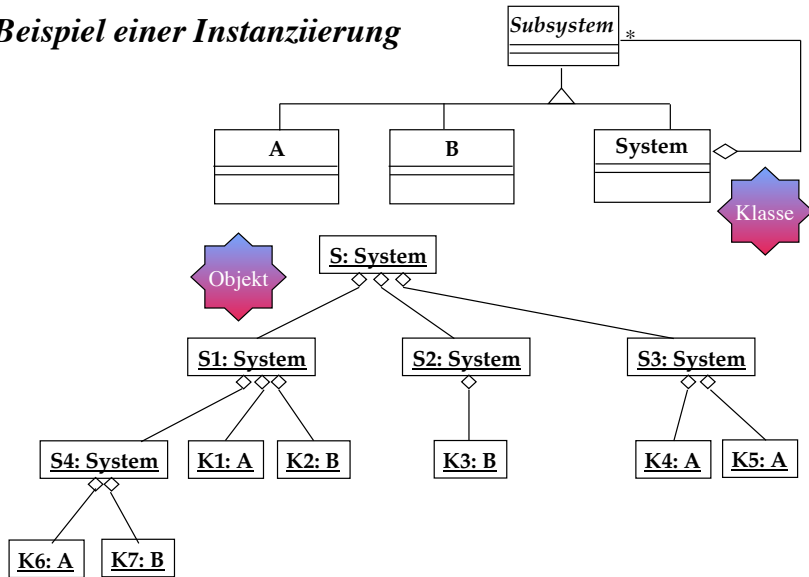 Beispiel einer Instanziierung
Subsystem
*
A
B
System
Klasse
Objekt
S: System
S1: System
S2: System
S3: System
S4: System
K1: A
K2: B
K3: B
K4: A
K5: A
K6: A
K7: B